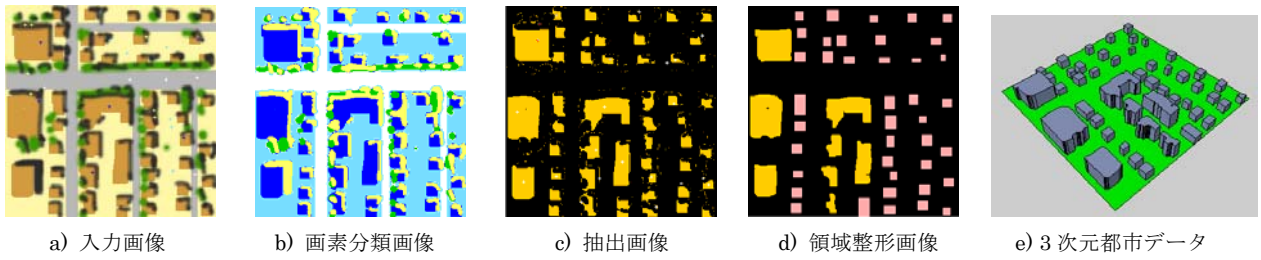 a) 入力画像
b) 画素分類画像
c) 抽出画像
d) 領域整形画像
e) 3 次元都市データ